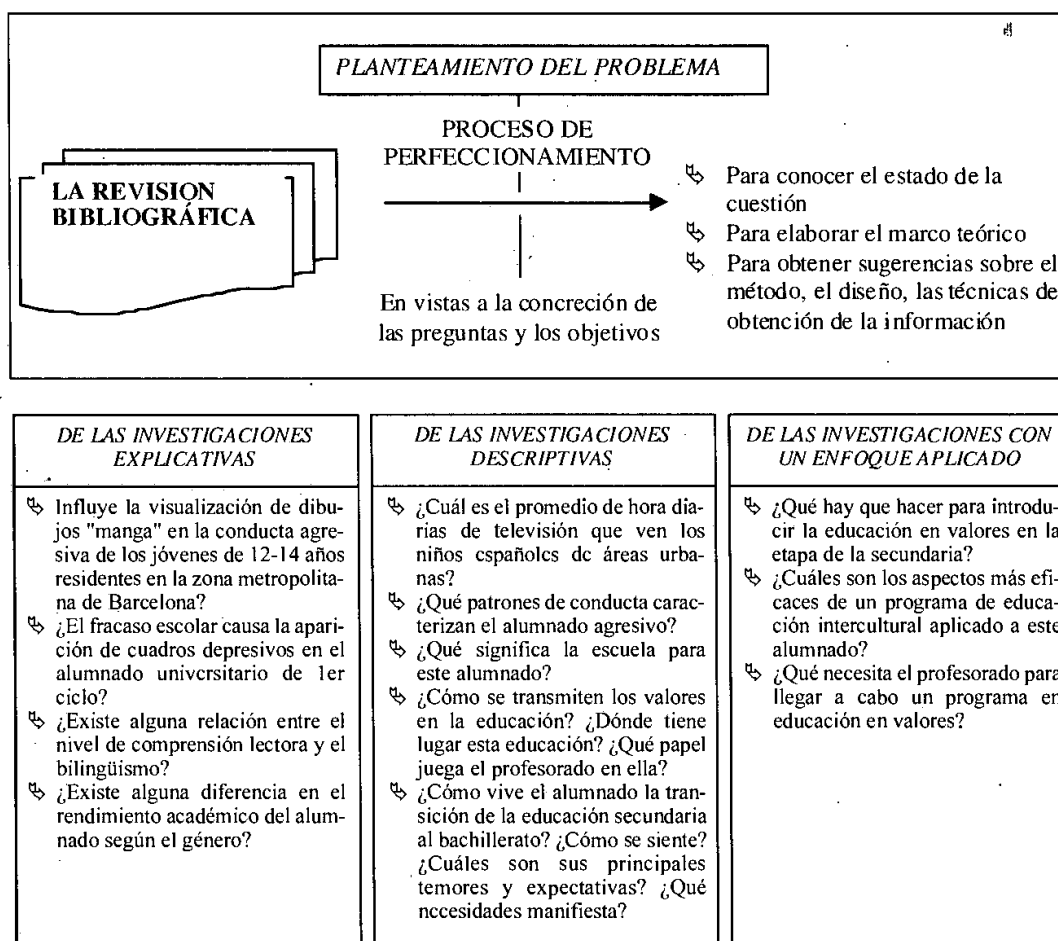 PLANTEAMIENTO DEL PROBLEMA
PROCESO DE
PERFECCIONAMIENTO
LA REVISION
BIBLIOGRÁFICA
En vistas a la concreción de
las preguntas y los objetivos
Para conocer el estado de la
cuestión
Para elaborar el marco teórico
Para obtener sugerencias sobre el
método, el diseño, las técnicas de
obtención de la información
DE LAS INVESTIGACIONES
EXPLICATIVAS
Influye la visualización de dibu-
jos "manga" en la conducta agre-
siva de los jóvenes de 12-14 años
residentes en la zona metropolita-
na de Barcelona?
¿El fracaso escolar causa la apari-
ción de cuadros depresivos en el
alumnado universitario de 1er
ciclo?
¿Existe alguna relación entre el
nivel de comprensión lectora y el
bilingüismo?
¿Existe alguna diferencia en el
rendimiento académico del alum-
nado según el género?
DE LAS INVESTIGACIONES
DESCRIPTIVAS
¿Cuál es el promedio de hora dia-
rias de televisión que ven los
niños españoles de áreas urba-
nas?
¿Qué patrones de conducta carac-
terizan el alumnado agresivo?
¿Qué significa la escuela para
este alumnado?
¿Cómo se transmiten los valores
en la educación? ¿Dónde tiene
lugar esta educación? ¿Qué papel
juega el profesorado en ella?
¿Cómo vive el alumnado la tran-
sición de la educación secundaria
al bachillerato? ¿Cómo se siente?
¿Cuáles son sus principales
temores y expectativas? ¿Qué
necesidades manifiesta?
DE LAS INVESTIGACIONES CON
UN ENFOQUE APLICADO
¿Qué hay que hacer para introdu-
cir la educación en valores en la
etapa de la secundaria?
¿Cuáles son los aspectos más efi-
caces de un programa de educa-
ción intercultural aplicado a este
alumnado?
¿Qué necesita el profesorado para
llegar a cabo un programa en
educación en valores?